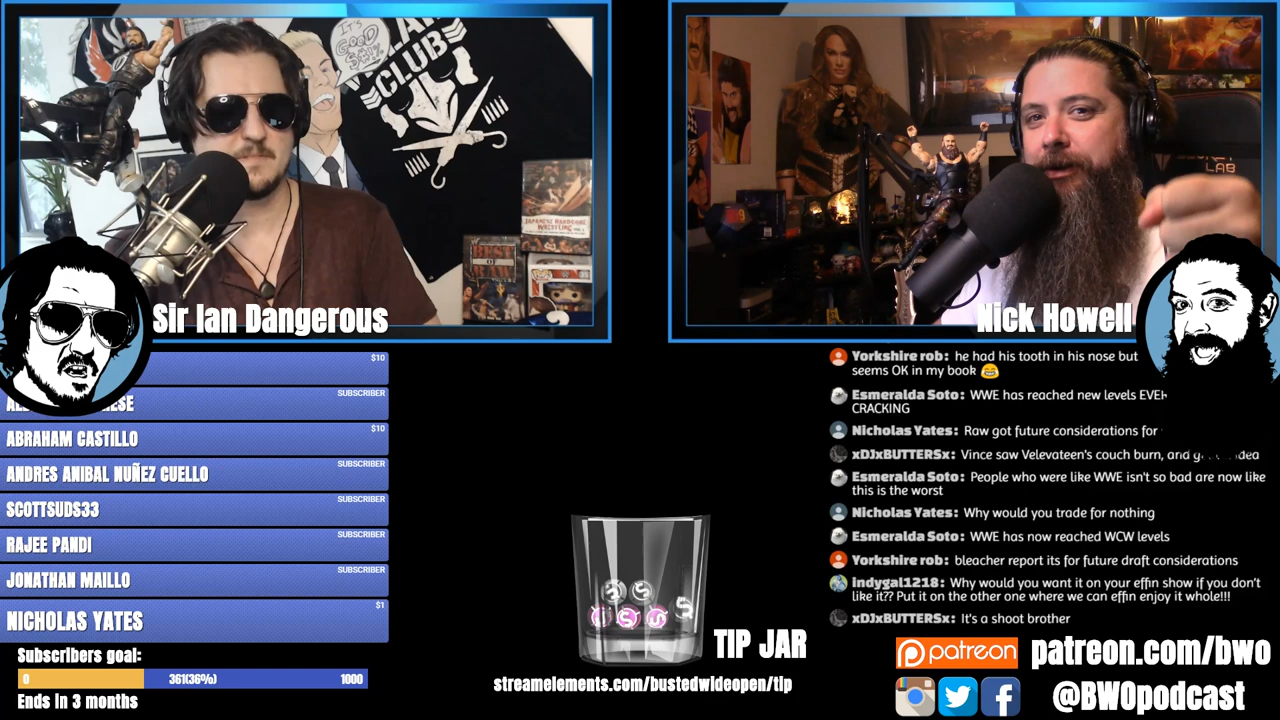 IT'S
GOOD
SH%!
CLUB
JAPANESE HARDCORE
WRESTLING
BEST
OF
RAW
LAB
Sir Ian Dangerous
Nick Howell
$10
SUBSCRIBER
ABRAHAM CASTILLO
$10
ANDRES ANIBAL NUÑEZ CUELLO
SUBSCRIBER
SCOTTSUDS33
SUBSCRIBER
RAJEE PANDI
SUBSCRIBER
JONATHAN MAILLO
SUBSCRIBER
NICHOLAS YATES
$1
Subscribers goal:
0 361(36%) 1000
Ends in 3 months
TIP JAR
streamelements.com/bustedwideopen/tip
Yorkshire rob: he had his tooth in his nose but
seems OK in my book 😂
Esmeralda Soto: WWE has reached new levels
CRACKING
Nicholas Yates: Raw got future considerations for
xDJxBUTTERSx: Vince saw Velevateen's couch burn, and
Esmeralda Soto: People who were like WWE isn't so bad are now like
this is the worst
Nicholas Yates: Why would you trade for nothing
Esmeralda Soto: WWE has now reached WCW levels
Yorkshire rob: bleacher report its for future draft considerations
indygal1218: Why would you want it on your effin show if you don't
like it?? Put it on the other one where we can effin enjoy it whole!!!
xDJxBUTTERSx: It's a shoot brother
patreon patreon.com/bwo
@BWOpodcast